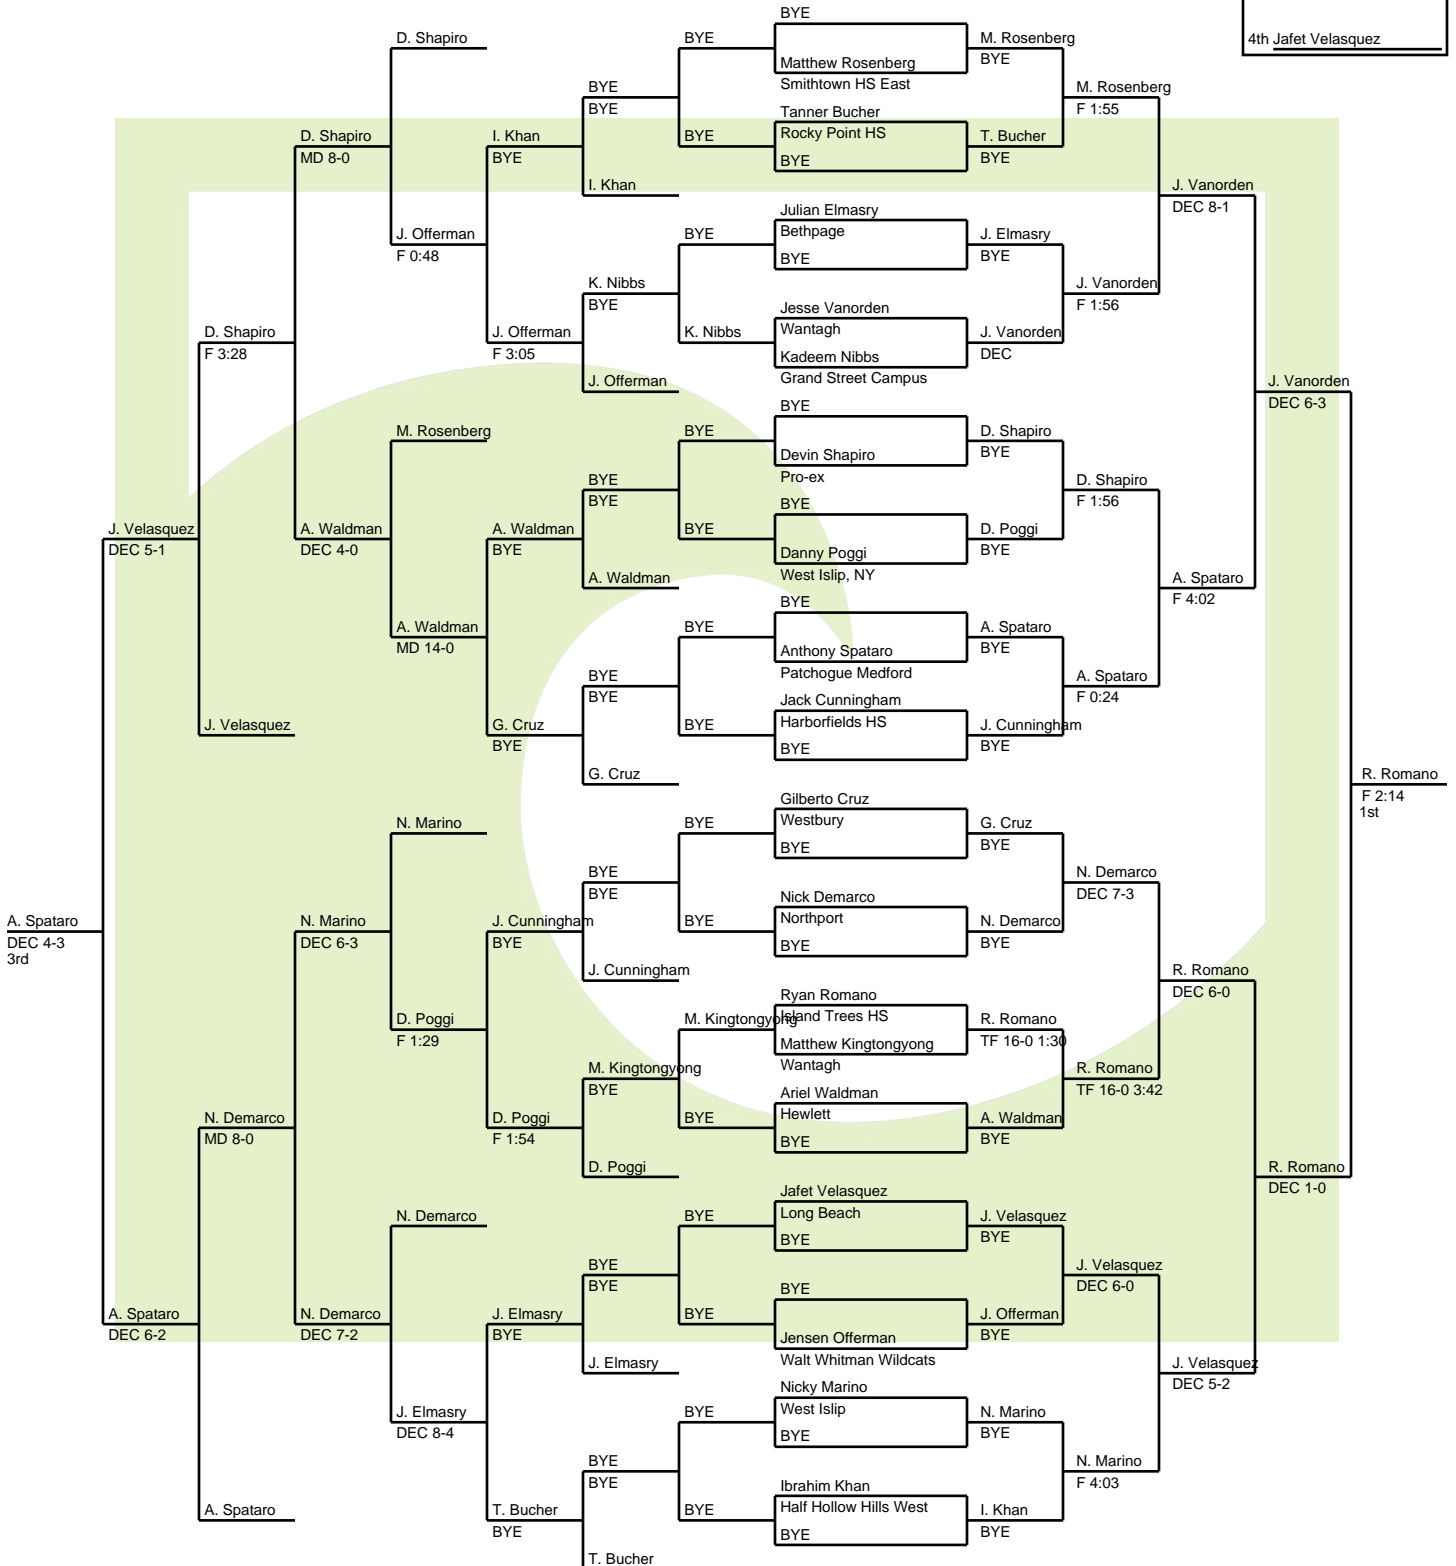 BYE
D. Shapiro
BYE
M. Rosenberg
4th Jafet Velasquez
BYE
Matthew Rosenberg
Smithtown HS East
BYE
M. Rosenberg
BYE
F 1:55
Tanner Bucher
D. Shapiro
I. Khan
BYE
Rocky Point HS
T. Bucher
MD 8-0
BYE
BYE
BYE
I. Khan
J. Vanorden
Julian Elmasry
DEC 8-1
J. Offerman
BYE
Bethpage
J. Elmasry
F 0:48
BYE
BYE
K. Nibbs
J. Vanorden
BYE
Jesse Vanorden
F 1:56
D. Shapiro
J. Offerman
K. Nibbs
Wantagh
J. Vanorden
F 3:28
F 3:05
Kadeem Nibbs
DEC
J. Offerman
Grand Street Campus
J. Vanorden
BYE
DEC 6-3
M. Rosenberg
BYE
D. Shapiro
Devin Shapiro
BYE
BYE
Pro-ex
D. Shapiro
BYE
BYE
F 1:56
J. Velasquez
A. Waldman
A. Waldman
BYE
D. Poggi
DEC 5-1
DEC 4-0
BYE
Danny Poggi
BYE
A. Waldman
West Islip, NY
A. Spataro
BYE
F 4:02
A. Waldman
BYE
A. Spataro
MD 14-0
Anthony Spataro
BYE
BYE
Patchogue Medford
A. Spataro
BYE
Jack Cunningham
F 0:24
J. Velasquez
G. Cruz
BYE
Harborfields HS
J. Cunningham
BYE
BYE
BYE
G. Cruz
R. Romano
Gilberto Cruz
F 2:14
1st
N. Marino
BYE
Westbury
G. Cruz
BYE
BYE
BYE
N. Demarco
BYE
Nick Demarco
DEC 7-3
A. Spataro
N. Marino
J. Cunningham
BYE
Northport
N. Demarco
DEC 4-3
DEC 6-3
BYE
BYE
BYE
3rd
J. Cunningham
R. Romano
Ryan Romano
DEC 6-0
D. Poggi
M. Kingtongyong
Island Trees HS
R. Romano
F 1:29
Matthew Kingtongyong
TF 16-0 1:30
M. Kingtongyong
Wantagh
R. Romano
BYE
Ariel Waldman
TF 16-0 3:42
N. Demarco
D. Poggi
BYE
Hewlett
A. Waldman
MD 8-0
F 1:54
BYE
BYE
D. Poggi
R. Romano
Jafet Velasquez
DEC 1-0
N. Demarco
BYE
Long Beach
J. Velasquez
BYE
BYE
BYE
J. Velasquez
BYE
BYE
DEC 6-0
A. Spataro
N. Demarco
J. Elmasry
BYE
J. Offerman
DEC 6-2
DEC 7-2
BYE
Jensen Offerman
BYE
J. Elmasry
Walt Whitman Wildcats
J. Velasquez
Nicky Marino
DEC 5-2
J. Elmasry
BYE
West Islip
N. Marino
DEC 8-4
BYE
BYE
BYE
N. Marino
BYE
Ibrahim Khan
F 4:03
A. Spataro
T. Bucher
BYE
Half Hollow Hills West
I. Khan
BYE
BYE
BYE
T. Bucher